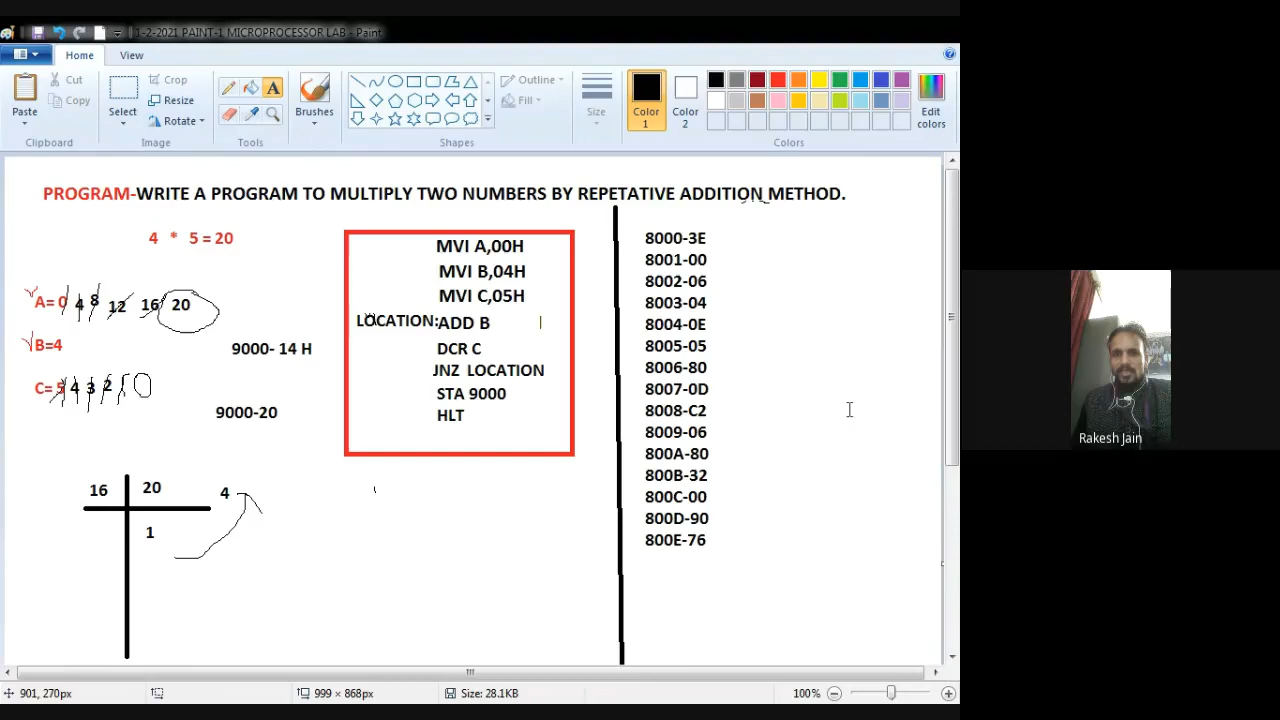 1-2-2021 PAINT-1 MICROPROCESSOR LAB - Paint
Home View
Paste
Cut
Copy
Clipboard
Select
Crop
Resize
Rotate
Image
Tools
Brushes
Shapes
Outline
Fill
Size
Color 1
Color 2
Edit colors
Colors
PROGRAM-WRITE A PROGRAM TO MULTIPLY TWO NUMBERS BY REPETATIVE ADDITION METHOD.
4 * 5 = 20
A= 0 4 8 12 16 20
B=4
9000- 14 H
C= 5 4 3 2 1 0
9000-20
16 20 4
1
MVI A,00H
MVI B,04H
MVI C,05H
LOCATION:ADD B
DCR C
JNZ LOCATION
STA 9000
HLT
8000-3E
8001-00
8002-06
8003-04
8004-0E
8005-05
8006-80
8007-0D
8008-C2
8009-06
800A-80
800B-32
800C-00
800D-90
800E-76
Rakesh Jain
901, 270px
999 × 868px
Size: 28.1KB
100%